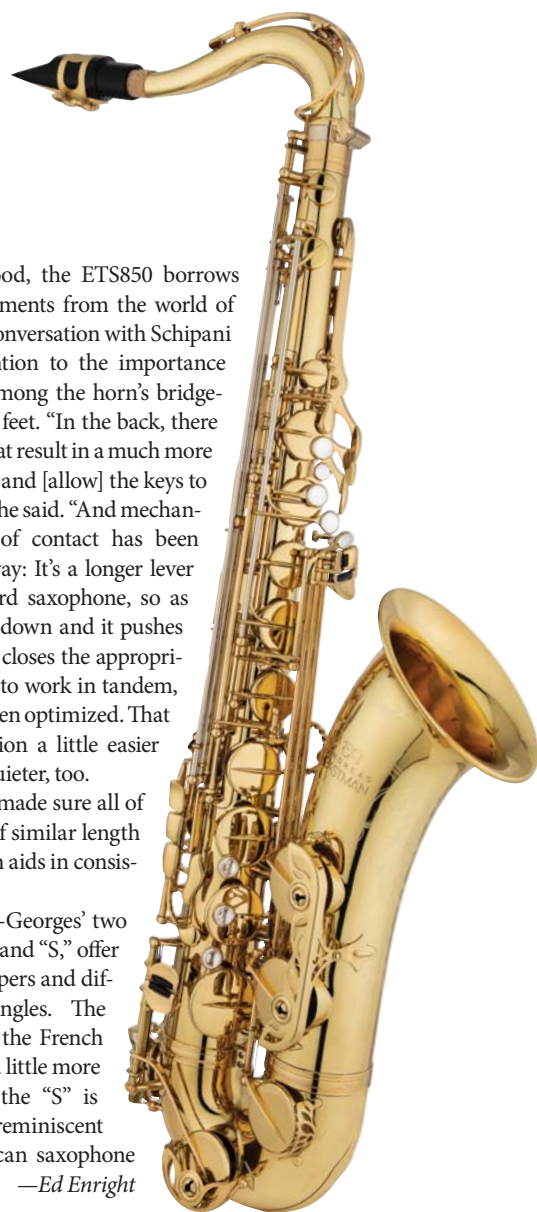 ood, the ETS850 borrows
ments from the world of
onversation with Schipani
ntion to the importance
among the horn's bridge-
feet. "In the back, there
at result in a much more
and [allow] the keys to
he said. "And mechan-
of contact has been
way: It's a longer lever
rd saxophone, so as
down and it pushes
closes the appropri-
to work in tandem,
en optimized. That
ion a little easier
uieter, too.
made sure all of
f similar length
n aids in consis-
-Georges' two
and "S," offer
pers and dif-
ngles. The
the French
a little more
the "S" is
reminiscent
can saxophone
—Ed Enright